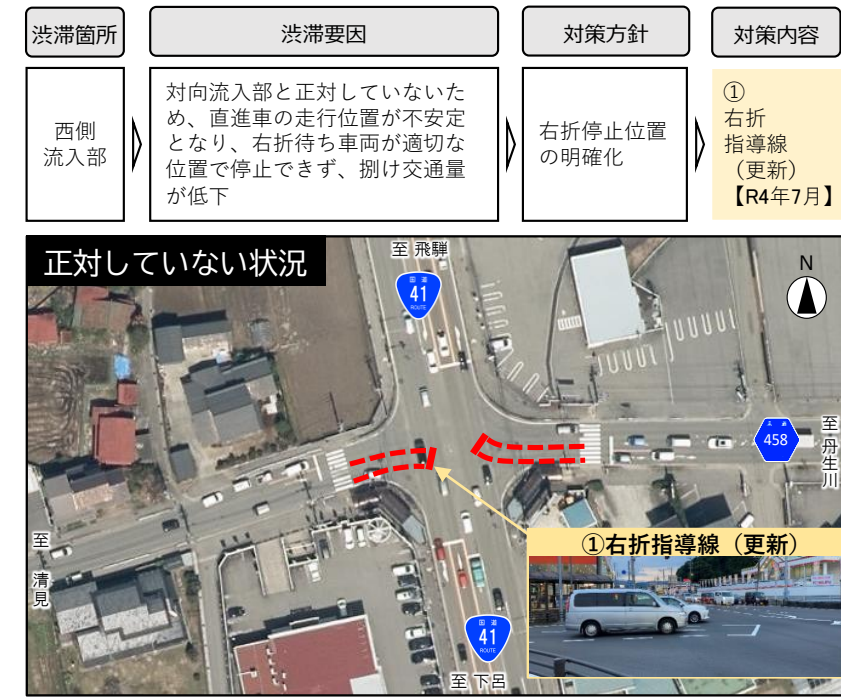 渋滞箇所
渋滞要因
対策方針
対策内容
西側
流入部
対向流入部と正対していないた
め、直進車の走行位置が不安定
となり、右折待ち車両が適切な
位置で停止できず、捌け交通量
が低下
右折停止位置
の明確化
①
右折
指導線
（更新）
【R4年7月】
正対していない状況
至 飛騨
国道
41
ROUTE
N
458
至 丹生川
至 清見
①右折指導線（更新）
国道
41
ROUTE
至 下呂